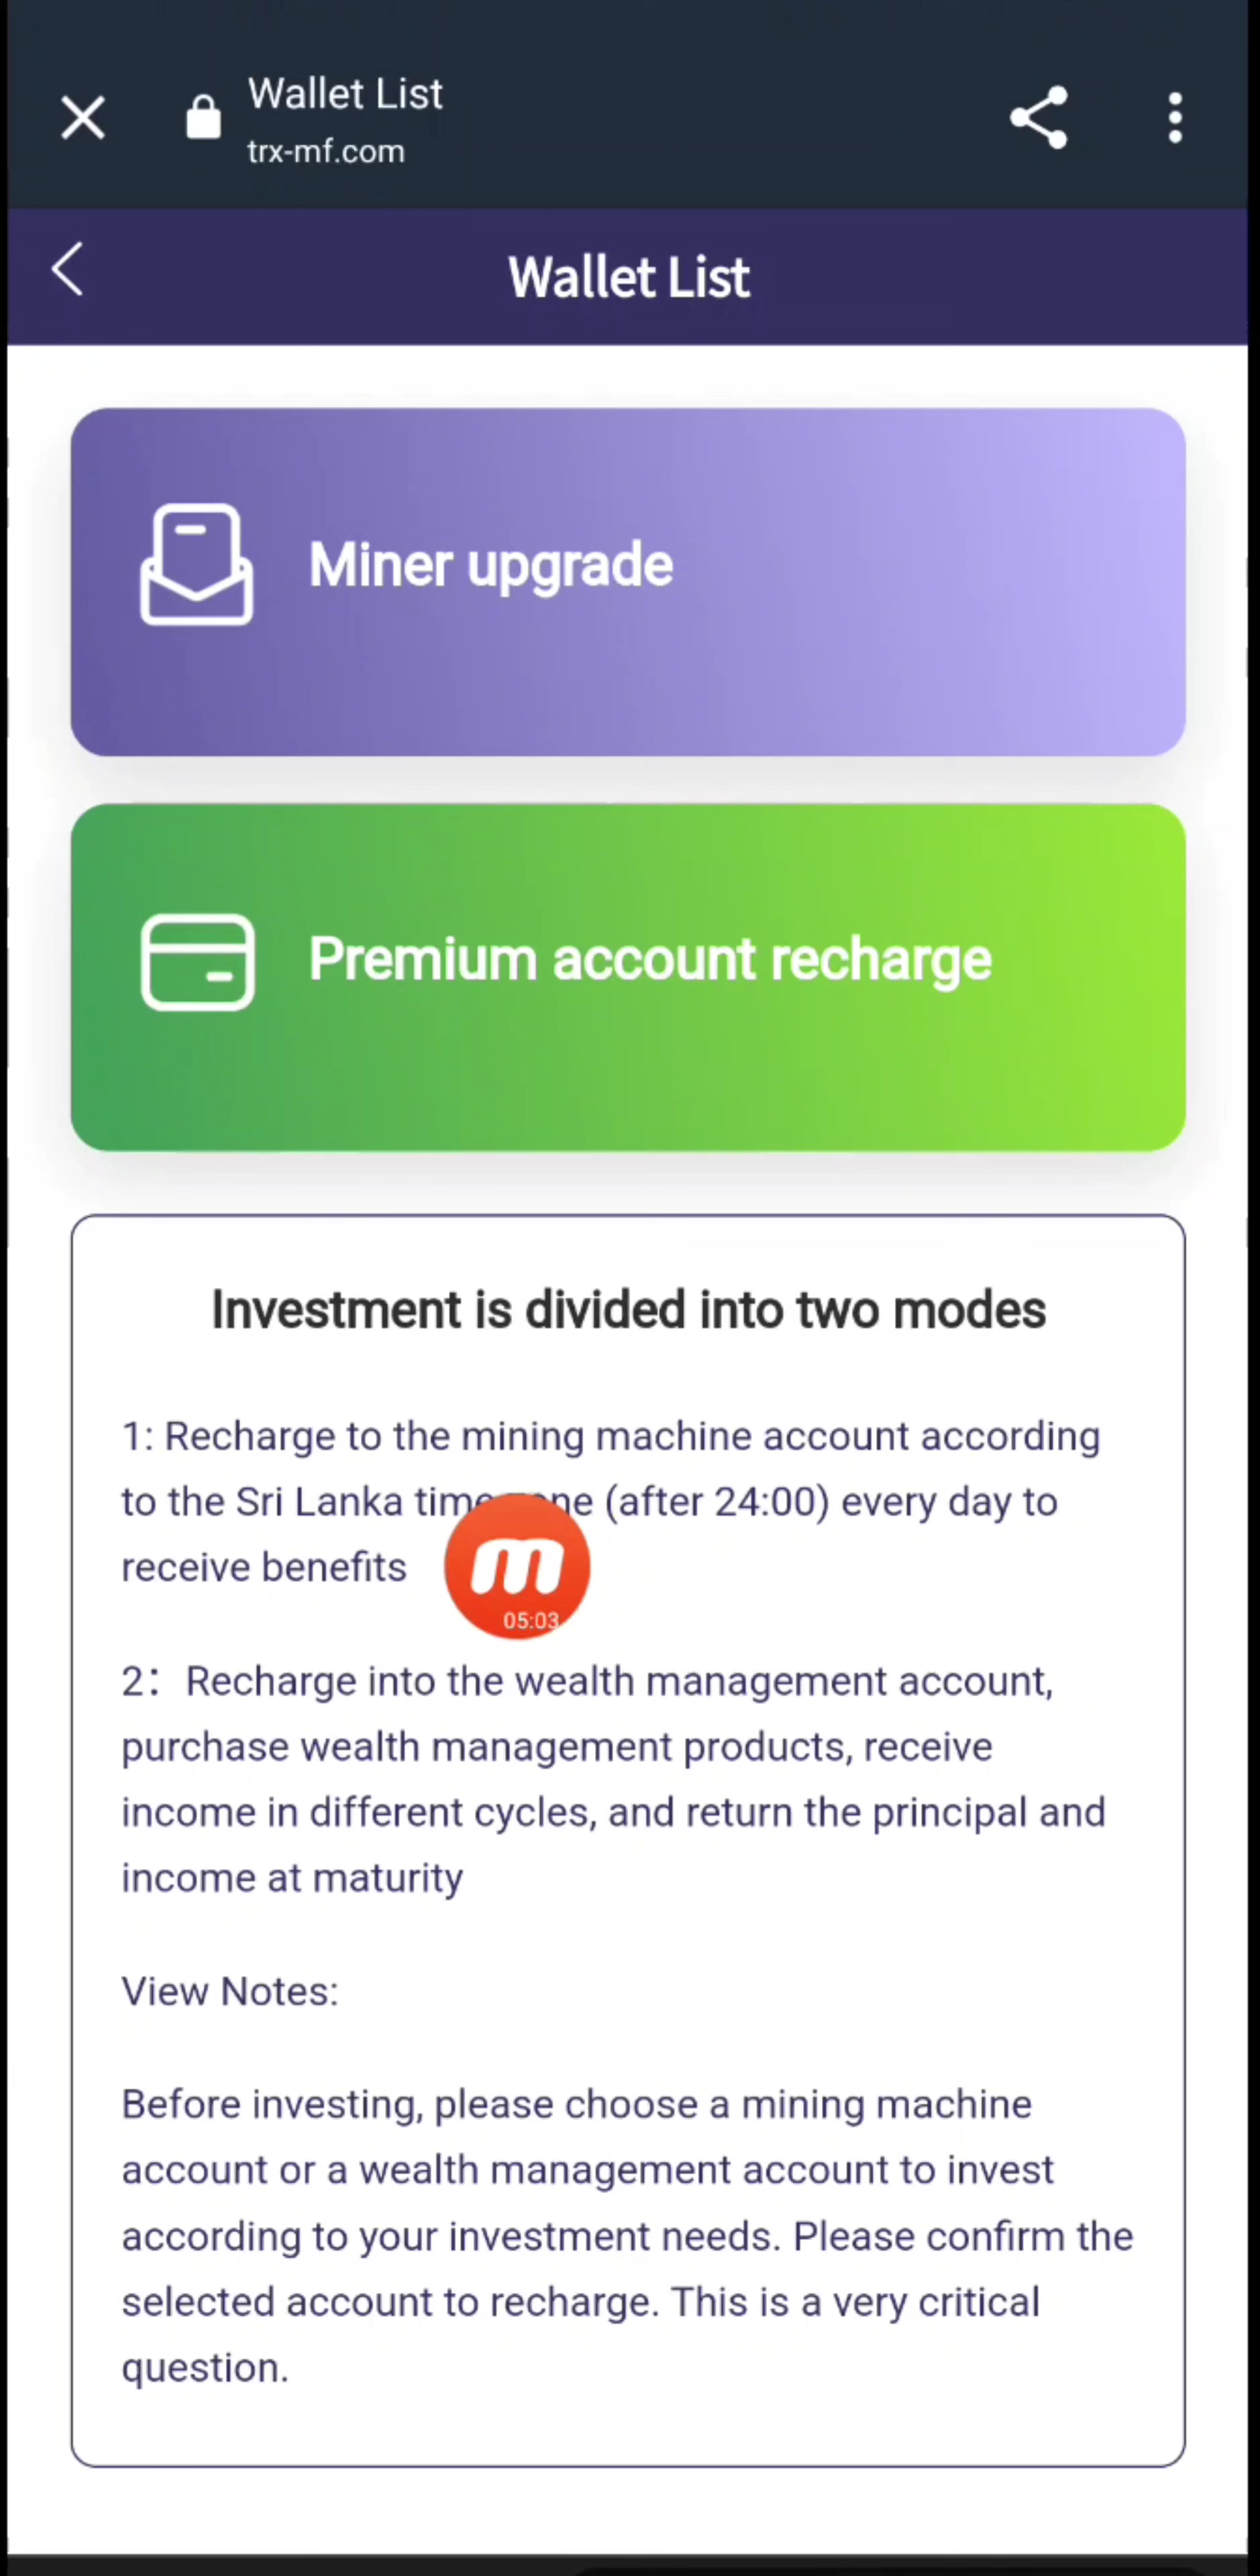 Wallet List
trx-mf.com
Wallet List
Miner upgrade
Premium account recharge
Investment is divided into two modes
1: Recharge to the mining machine account according
to the Sri Lanka time zone (after 24:00) every day to
receive benefits
m
05:03
2： Recharge into the wealth management account,
purchase wealth management products, receive
income in different cycles, and return the principal and
income at maturity
View Notes:
Before investing, please choose a mining machine
account or a wealth management account to invest
according to your investment needs. Please confirm the
selected account to recharge. This is a very critical
question.